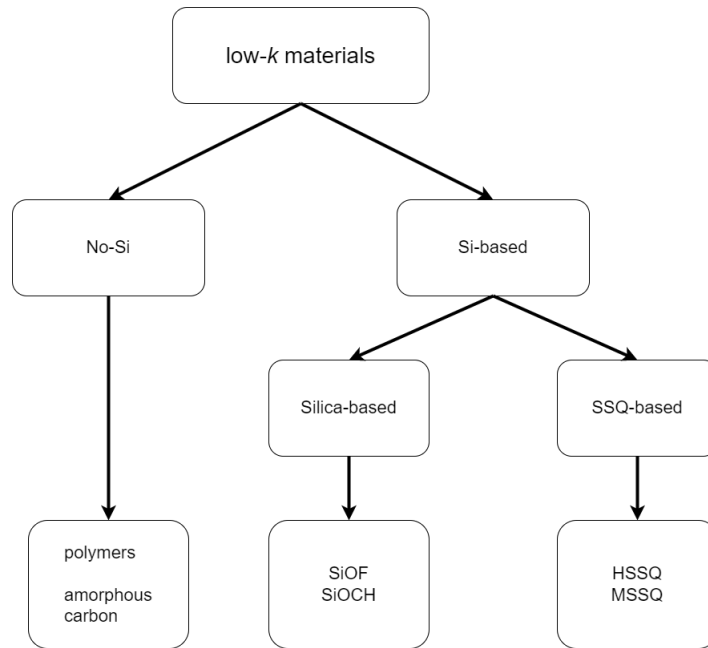 low-k materials
No-Si
Si-based
Silica-based
SSQ-based
polymers
amorphous
carbon
SiOF
SiOCH
HSSQ
MSSQ